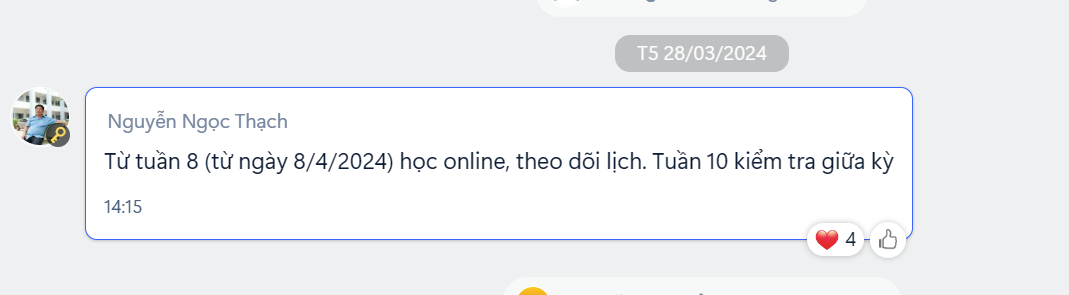 T5 28/03/2024
Nguyễn Ngọc Thạch
Từ tuần 8 (từ ngày 8/4/2024) học online, theo dõi lịch. Tuần 10 kiểm tra giữa kỳ
14:15
4